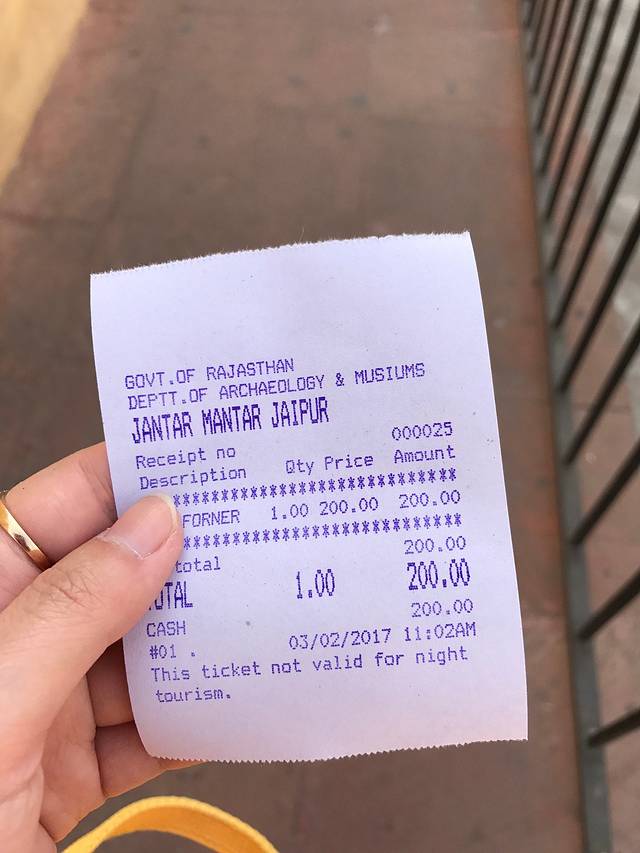 GOVT.OF RAJASTHAN
DEPTT.OF ARCHAEOLOGY & MUSIUMS
JANTAR MANTAR JAIPUR
Receipt no 000025
Description Qty Price Amount
******************************
FORNER 1.00 200.00 200.00
******************************
total 200.00
TOTAL 1.00 200.00
CASH 200.00
#01 . 03/02/2017 11:02AM
This ticket not valid for night
tourism.